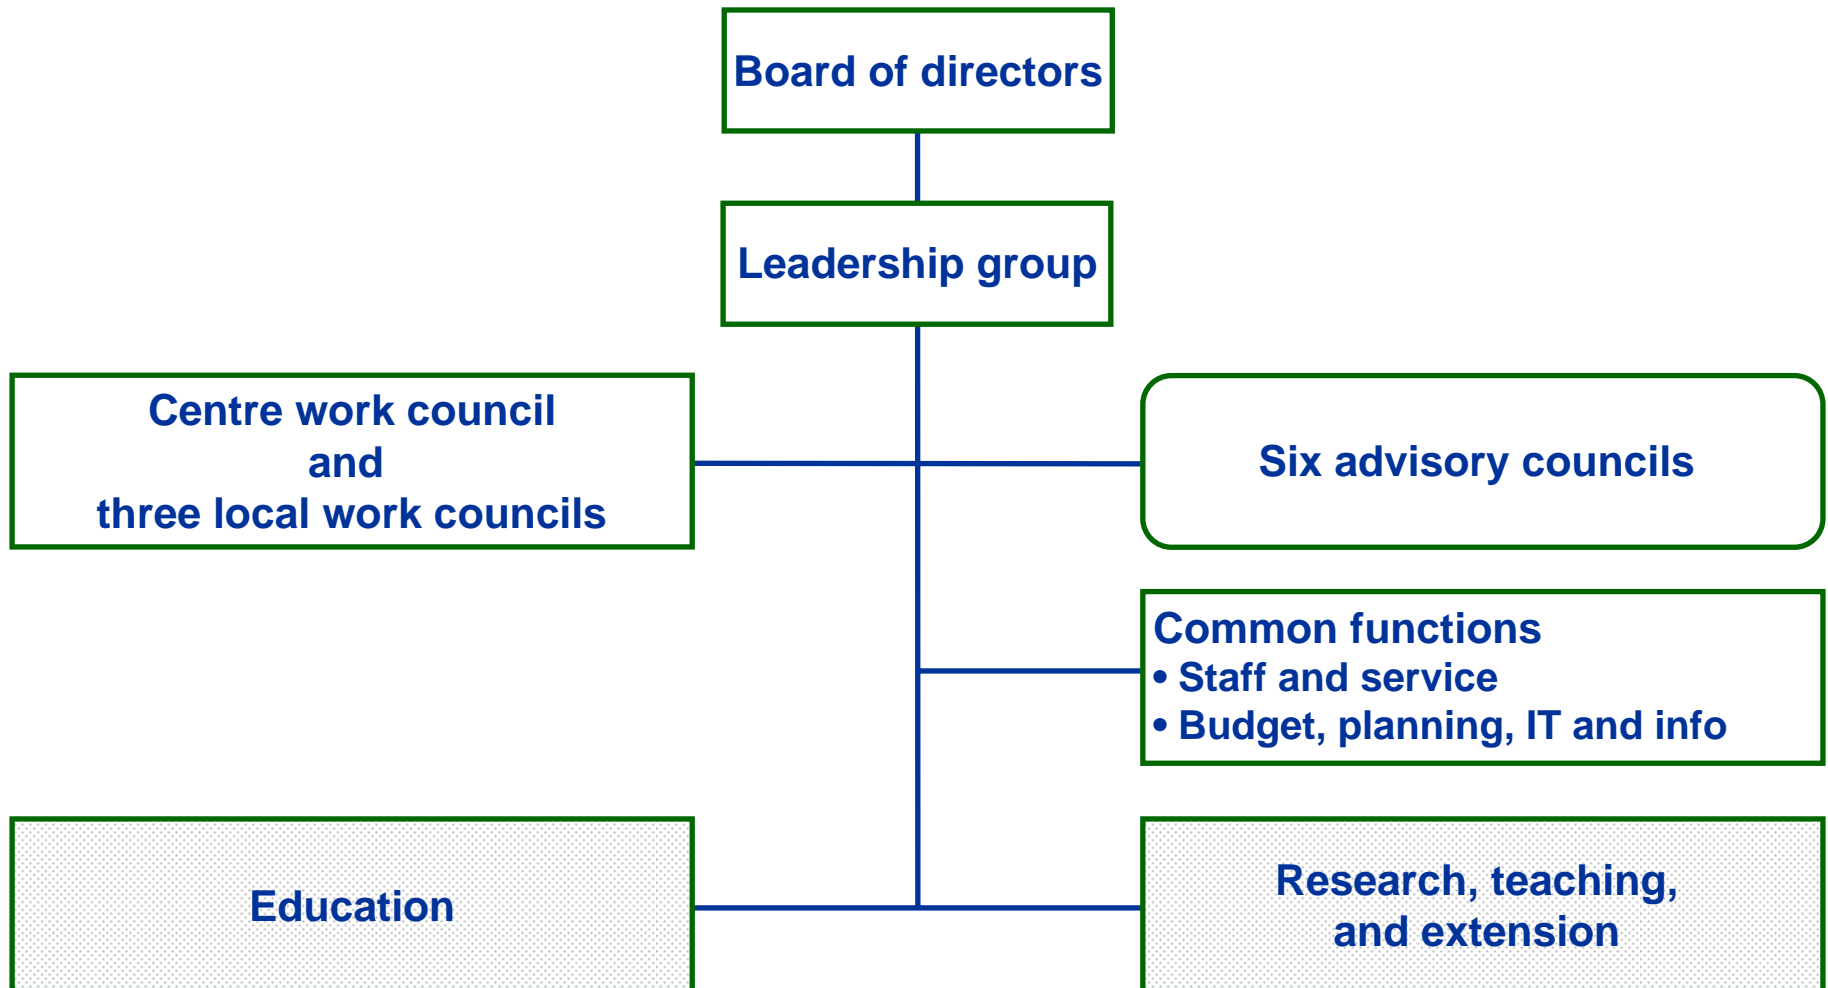 Board of directors
Leadership group
Centre work council
and
three local work councils
Six advisory councils
Common functions
• Staff and service
• Budget, planning, IT and info
Education
Research, teaching,
and extension